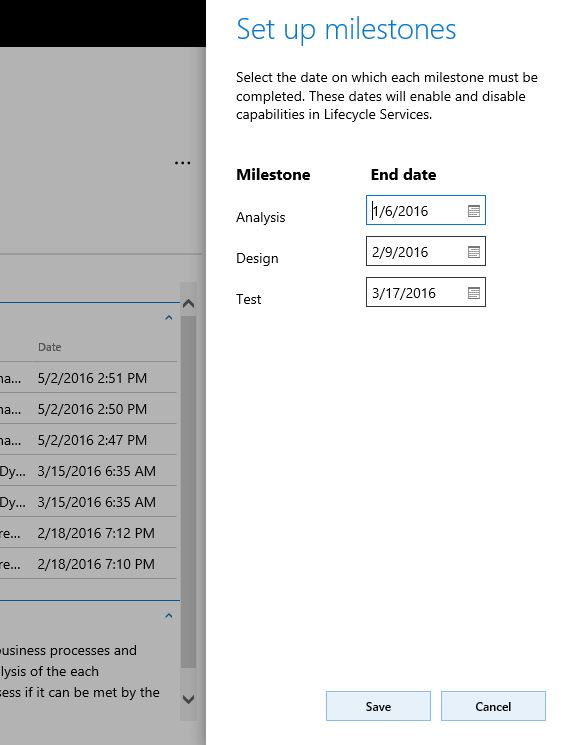 Set up milestones
Select the date on which each milestone must be
completed. These dates will enable and disable
capabilities in Lifecycle Services.
...
Milestone End date
Analysis 1/6/2016
Design 2/9/2016
Test 3/17/2016
Date
na... 5/2/2016 2:51 PM
na... 5/2/2016 2:50 PM
na... 5/2/2016 2:47 PM
Dy... 3/15/2016 6:35 AM
Dy... 3/15/2016 6:35 AM
re... 2/18/2016 7:12 PM
re... 2/18/2016 7:10 PM
usiness processes and
lysis of the each
sess if it can be met by the
Save Cancel